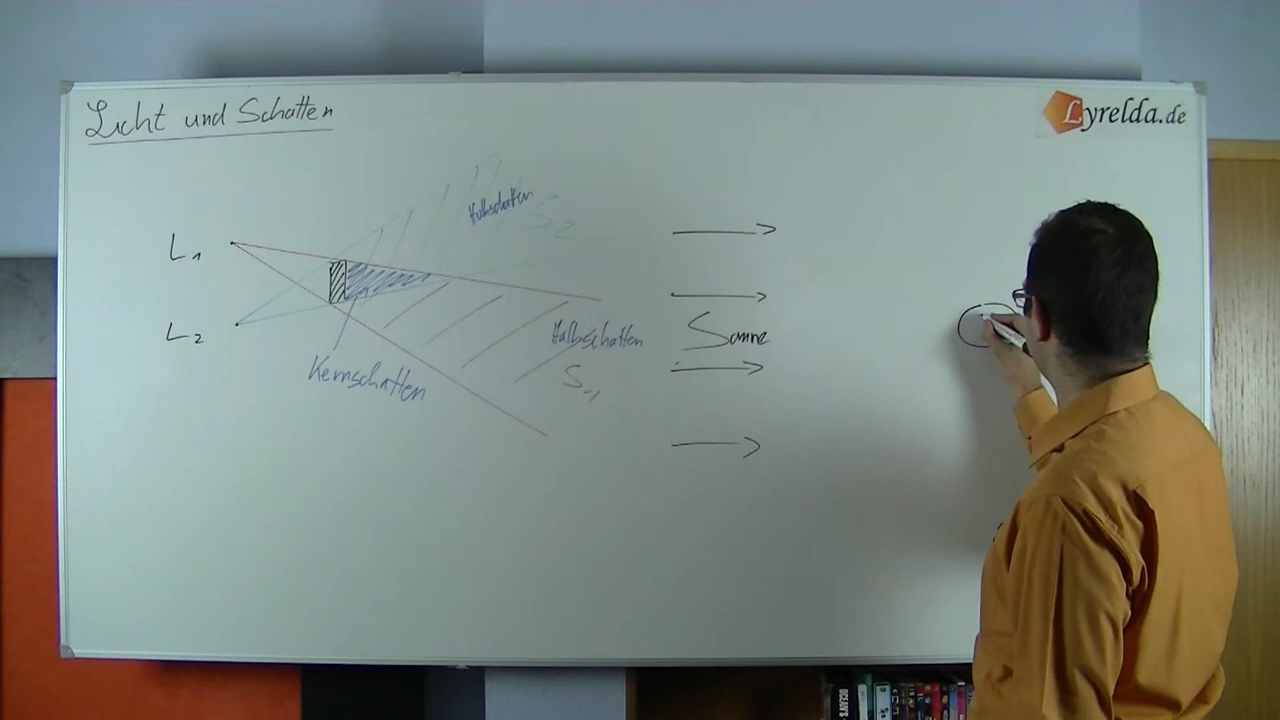 Licht und Schatten
Lyrelda.de
Halbschatten
S2
L1
L2
Kernschatten
Halbschatten
S1
Sonne